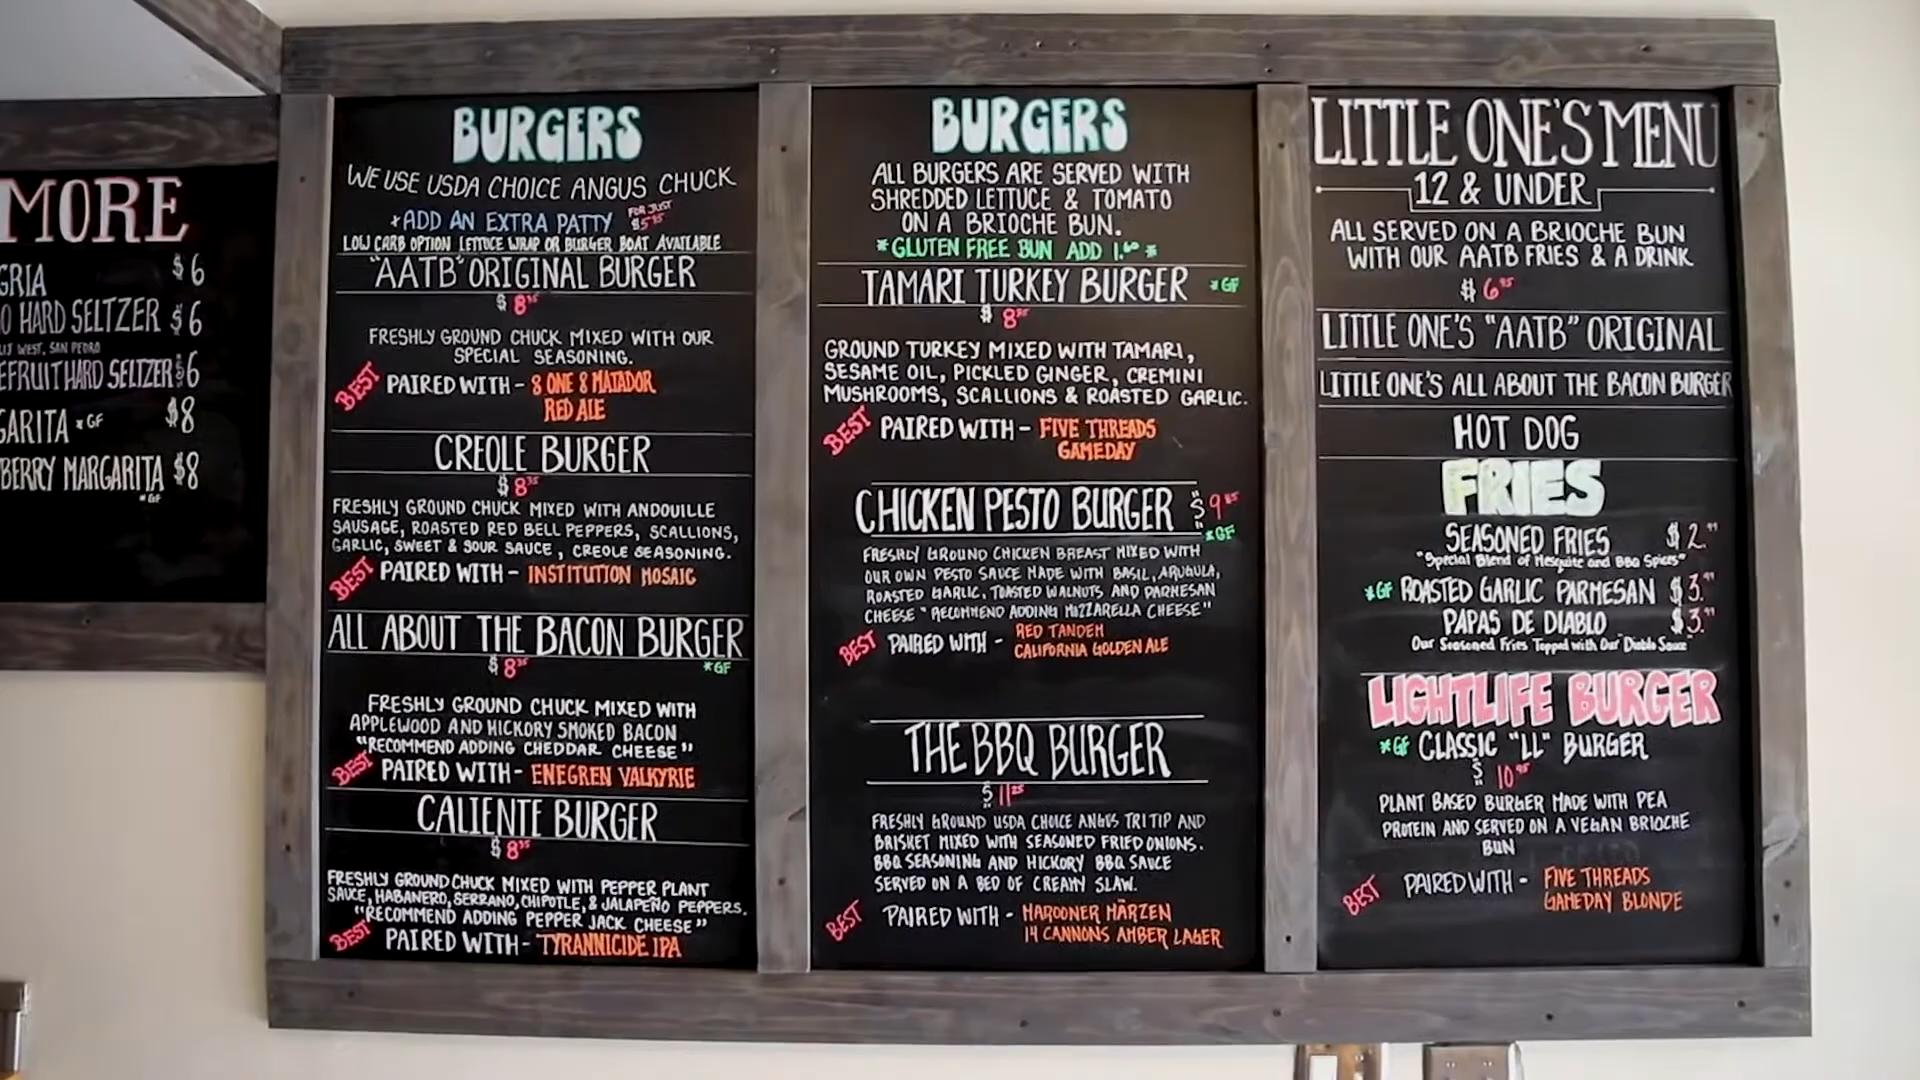 MORE
GRIA $6
O HARD SELTZER $6
WEST, SAN PEDRO
EFRUIT HARD SELTZER $6
GARITA *GF $8
BERRY MARGARITA $8
*GF
BURGERS
WE USE USDA CHOICE ANGUS CHUCK
*ADD AN EXTRA PATTY FOR JUST
LOW CARB OPTION LETTUCE WRAP OR BURGER BOAT AVAILABLE
"AATB" ORIGINAL BURGER
$8
FRESHLY GROUND CHUCK MIXED WITH OUR
SPECIAL SEASONING.
BEST PAIRED WITH - 8 ONE 8 MATADOR
RED ALE
CREOLE BURGER
$8
FRESHLY GROUND CHUCK MIXED WITH ANDOUILLE
SAUSAGE, ROASTED RED BELL PEPPERS, SCALLIONS,
GARLIC, SWEET & SOUR SAUCE, CREOLE SEASONING.
BEST PAIRED WITH - INSTITUTION MOSAIC
ALL ABOUT THE BACON BURGER
$8 *GF
FRESHLY GROUND CHUCK MIXED WITH
APPLEWOOD AND HICKORY SMOKED BACON
"RECOMMEND ADDING CHEDDAR CHEESE"
BEST PAIRED WITH - ENEGREN VALKYRIE
CALIENTE BURGER
$8
FRESHLY GROUND CHUCK MIXED WITH PEPPER PLANT
SAUCE, HABANERO, SERRANO, CHIPOTLE, & JALAPEÑO PEPPERS.
"RECOMMEND ADDING PEPPER JACK CHEESE"
BEST PAIRED WITH - TYRANNICIDE IPA
BURGERS
ALL BURGERS ARE SERVED WITH
SHREDDED LETTUCE & TOMATO
ON A BRIOCHE BUN.
*GLUTEN FREE BUN ADD 1.60 *
TAMARI TURKEY BURGER *GF
$8
GROUND TURKEY MIXED WITH TAMARI,
SESAME OIL, PICKLED GINGER, CREMINI
MUSHROOMS, SCALLIONS & ROASTED GARLIC.
BEST PAIRED WITH - FIVE THREADS
GAMEDAY
CHICKEN PESTO BURGER $9
*GF
FRESHLY GROUND CHICKEN BREAST MIXED WITH
OUR OWN PESTO SAUCE MADE WITH BASIL, ARUGULA,
ROASTED GARLIC, TOASTED WALNUTS AND PARMESAN
CHEESE "RECOMMEND ADDING MOZZARELLA CHEESE"
BEST PAIRED WITH - RED TANDEM
CALIFORNIA GOLDEN ALE
THE BBQ BURGER
$11 25
FRESHLY GROUND USDA CHOICE ANGUS TRI TIP AND
BRISKET MIXED WITH SEASONED FRIED ONIONS.
BBQ SEASONING AND HICKORY BBQ SAUCE
SERVED ON A BED OF CREAMY SLAW.
BEST PAIRED WITH - MAROONER MÄRZEN
14 CANNONS AMBER LAGER
LITTLE ONE'S MENU
12 & UNDER
ALL SERVED ON A BRIOCHE BUN
WITH OUR AATB FRIES & A DRINK
$6 95
LITTLE ONE'S "AATB" ORIGINAL
LITTLE ONE'S ALL ABOUT THE BACON BURGER
HOT DOG
FRIES
SEASONED FRIES $2.
"Special Blend of Mesquite and BBQ Spices"
*GF ROASTED GARLIC PARMESAN $3.
PAPAS DE DIABLO $3.
Our Seasoned Fries Topped with Our "Diablo Sauce"
LIGHTLIFE BURGER
*GF CLASSIC "LL" BURGER
$10 95
PLANT BASED BURGER MADE WITH PEA
PROTEIN AND SERVED ON A VEGAN BRIOCHE
BUN
BEST PAIRED WITH - FIVE THREADS
GAMEDAY BLONDE